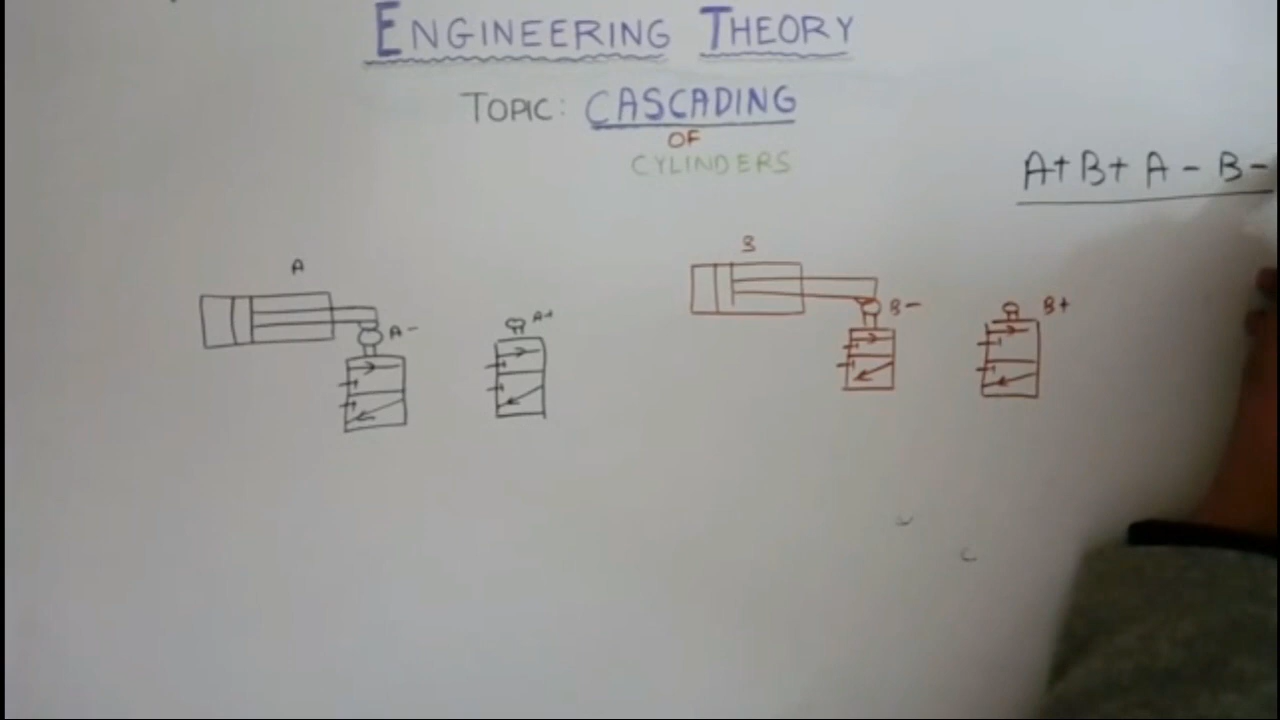 ENGINEERING THEORY
TOPIC: CASCADING
OF
CYLINDERS
A+ B+ A- B-
A
B
A-
A+
B-
B+